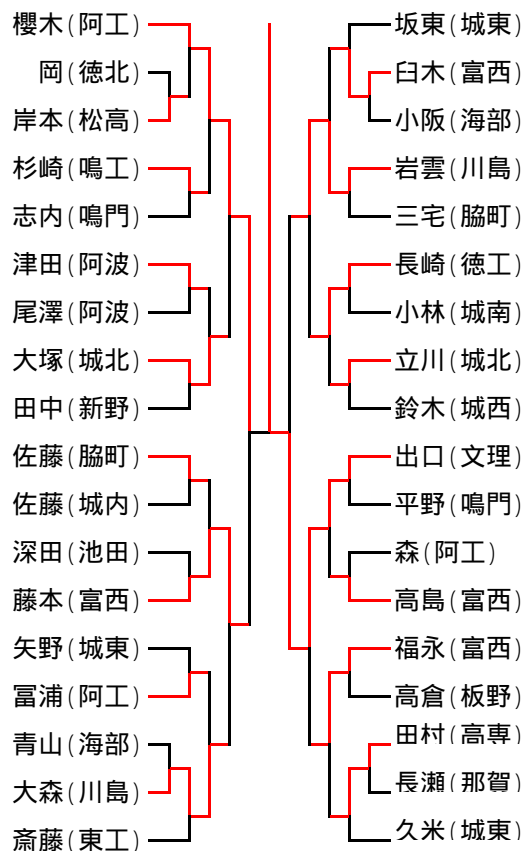 櫻木(阿工)
岡(徳北)
岸本(松高)
杉崎(鳴工)
志内(鳴門)
津田(阿波)
尾澤(阿波)
大塚(城北)
田中(新野)
佐藤(脇町)
佐藤(城内)
深田(池田)
藤本(富西)
矢野(城東)
冨浦(阿工)
青山(海部)
大森(川島)
斎藤(東工)
坂東(城東)
臼木(富西)
小阪(海部)
岩雲(川島)
三宅(脇町)
長崎(徳工)
小林(城南)
立川(城北)
鈴木(城西)
出口(文理)
平野(鳴門)
森(阿工)
高島(富西)
福永(富西)
高倉(板野)
田村(高専)
長瀬(那賀)
久米(城東)